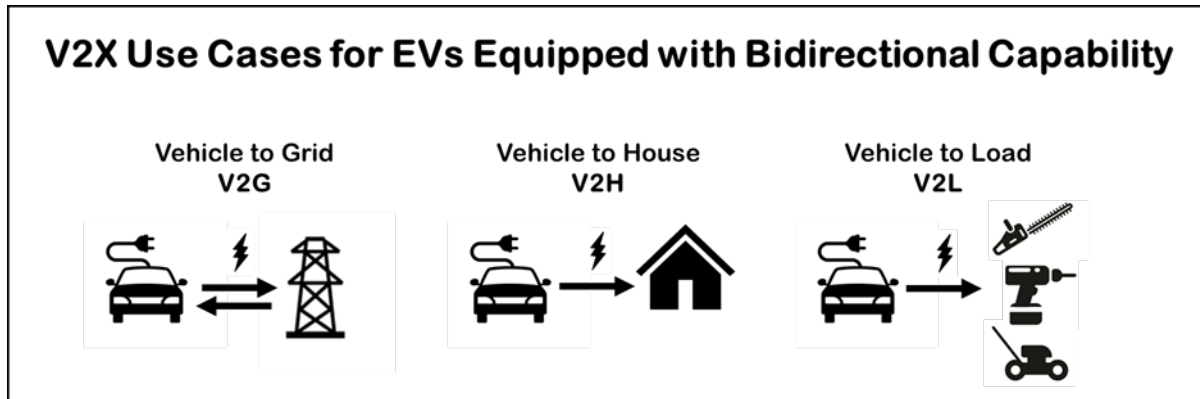 V2X Use Cases for EVs Equipped with Bidirectional Capability
Vehicle to Grid
V2G
Vehicle to House
V2H
Vehicle to Load
V2L